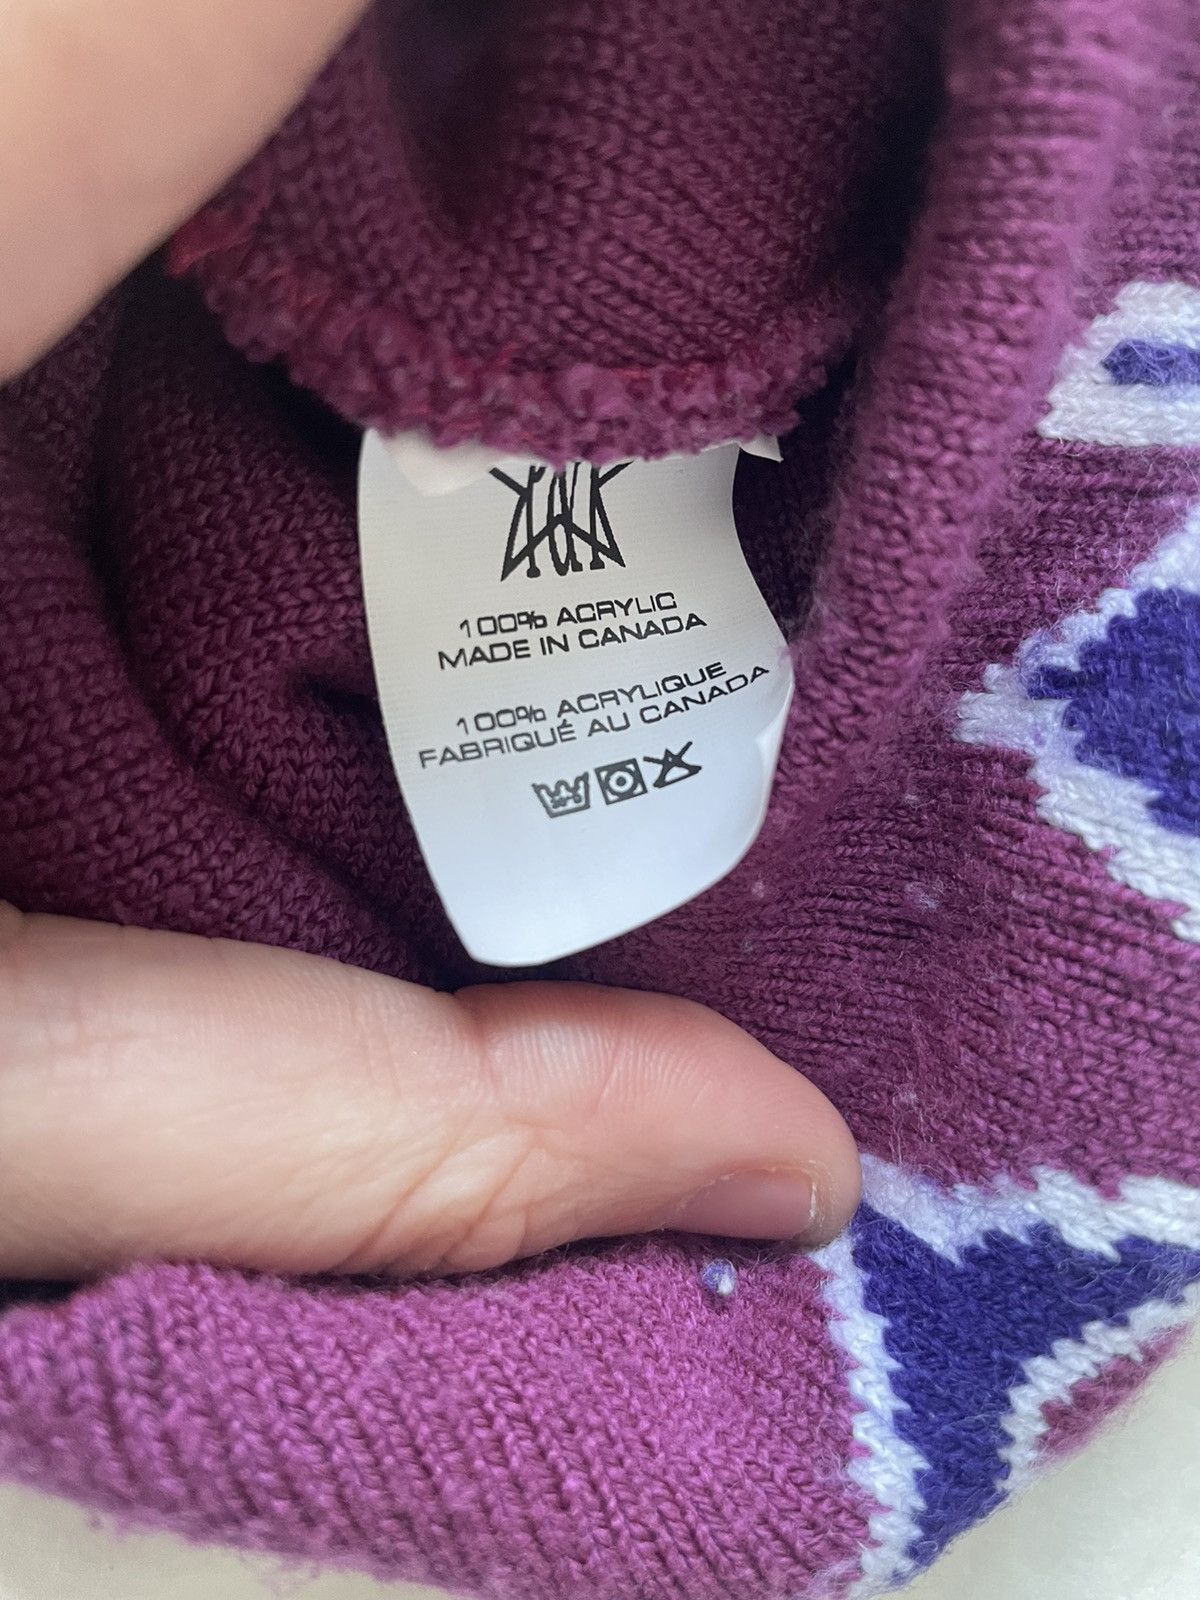 100% ACRYLIC
MADE IN CANADA
100% ACRYLIQUE
FABRIQUÉ AU CANADA